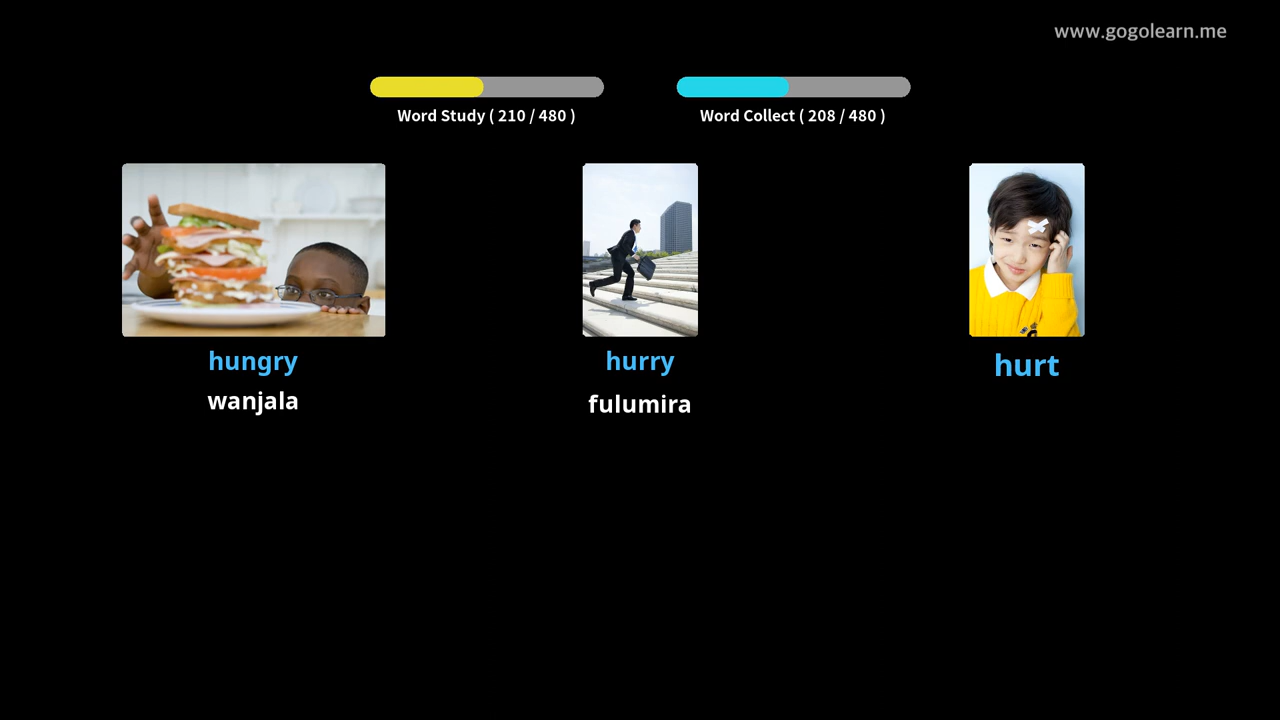 www.gogolearn.me
Word Study ( 210 / 480 )
Word Collect ( 208 / 480 )
hungry
wanjala
hurry
fulumira
hurt